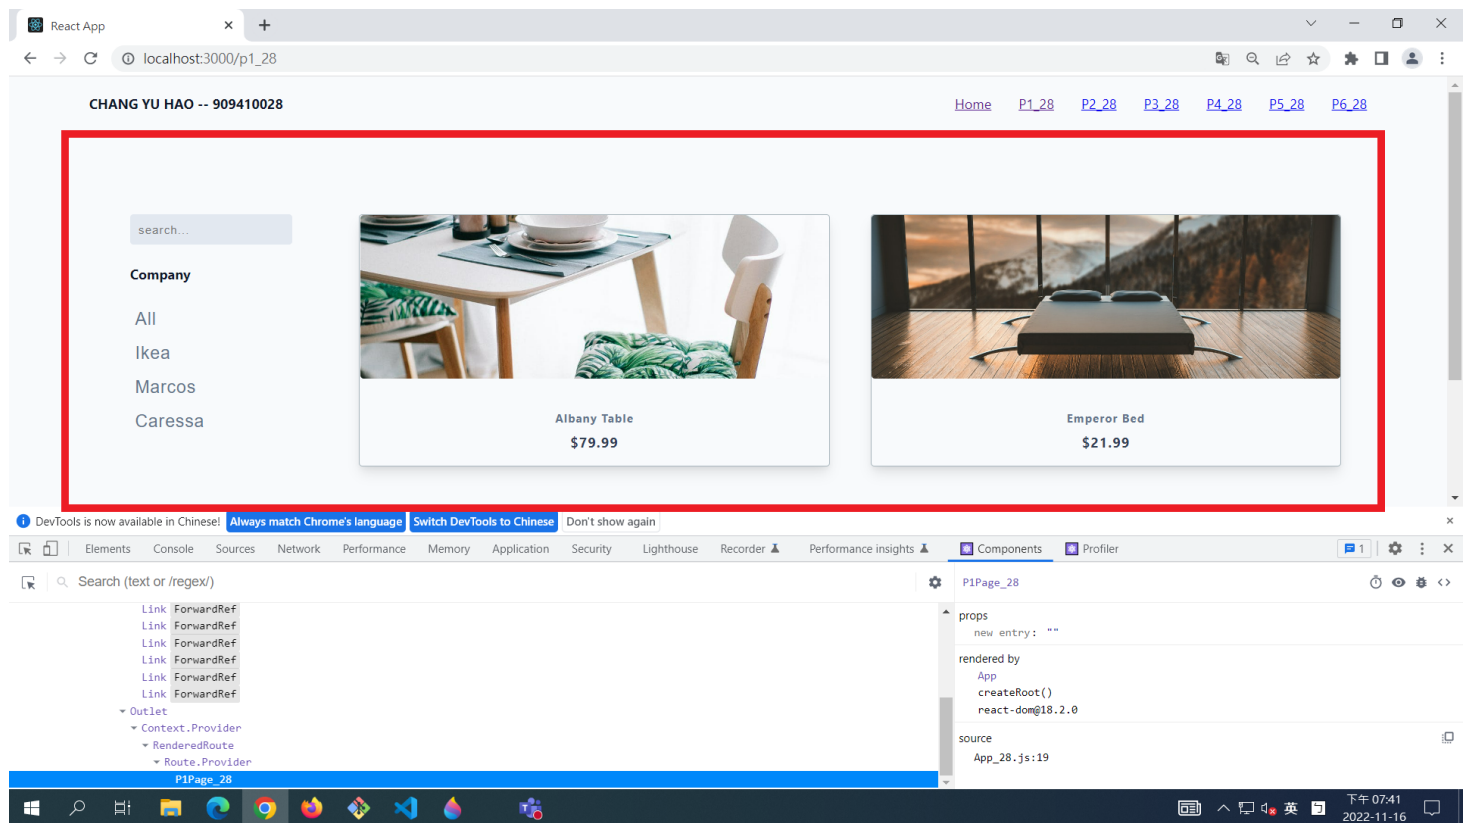 React App
localhost:3000/p1_28
CHANG YU HAO -- 909410028
Home P1_28 P2_28 P3_28 P4_28 P5_28 P6_28
search...
Company
All
Ikea
Marcos
Caressa
Albany Table
$79.99
Emperor Bed
$21.99
DevTools is now available in Chinese! Always match Chrome's language Switch DevTools to Chinese Don't show again
Elements Console Sources Network Performance Memory Application Security Lighthouse Recorder Performance insights Components Profiler 1
Search (text or /regex/)
Link ForwardRef
Link ForwardRef
Link ForwardRef
Link ForwardRef
Link ForwardRef
Link ForwardRef
Outlet
Context.Provider
RenderedRoute
Route.Provider
P1Page_28
P1Page_28
props
new entry: ""
rendered by
App
createRoot()
react-dom@18.2.0
source
App_28.js:19
英 ㄅ
下午 07:41
2022-11-16